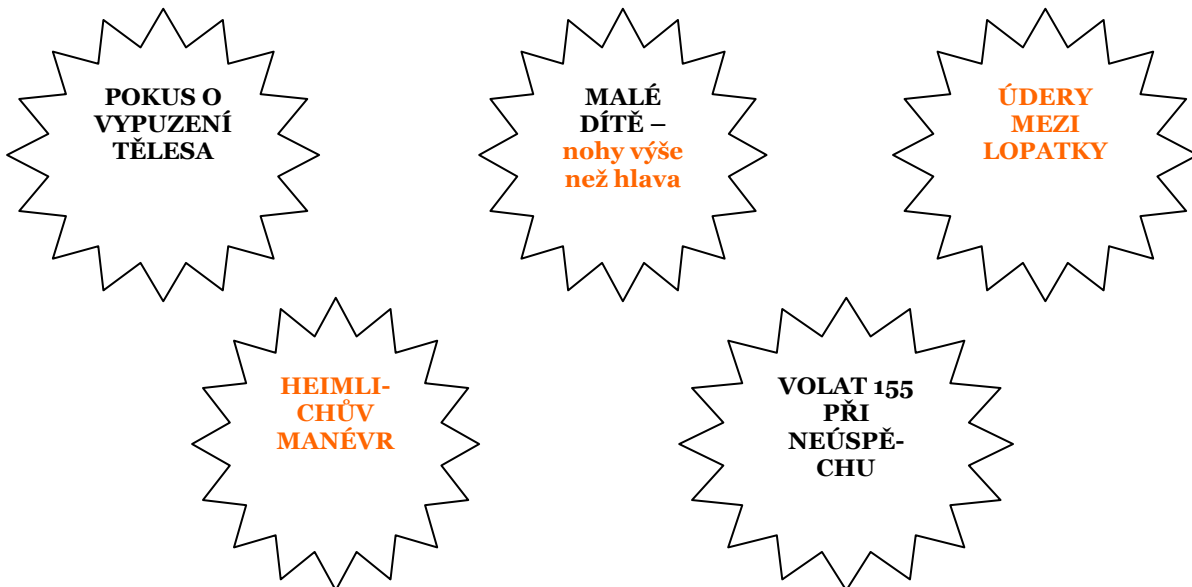 POKUS O
VYPUZENÍ
TĚLESA
MALÉ
DÍTĚ –
nohy výše
než hlava
ÚDERY
MEZI
LOPATKY
HEIMLI-
CHŮV
MANÉVR
VOLAT 155
PŘI
NEÚSPĚ-
CHU